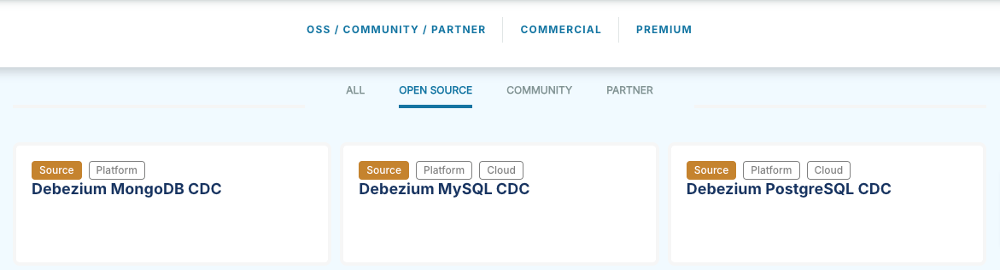 OSS / COMMUNITY / PARTNER COMMERCIAL PREMIUM
ALL OPEN SOURCE COMMUNITY PARTNER
Source Platform
Debezium MongoDB CDC
Source Platform Cloud
Debezium MySQL CDC
Source Platform Cloud
Debezium PostgreSQL CDC